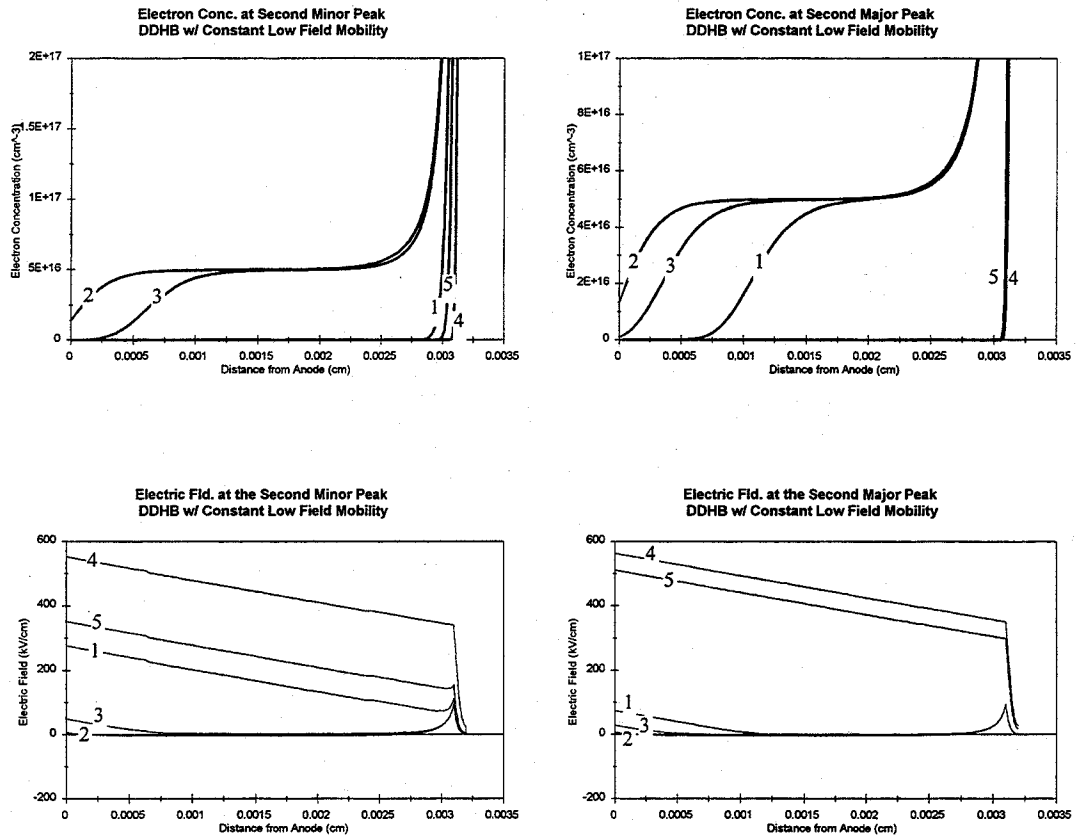 Electron Conc. at Second Minor Peak
DDHB w/ Constant Low Field Mobility
2E+17
1.5E+17
1E+17
5E+16
0
Electron Concentration (cm^-3)
2
3
1
5
4
0 0.0005 0.001 0.0015 0.002 0.0025 0.003 0.0035
Distance from Anode (cm)
Electron Conc. at Second Major Peak
DDHB w/ Constant Low Field Mobility
1E+17
8E+16
6E+16
4E+16
2E+16
0
Electron Concentration (cm^-3)
2
3
1
5 4
0 0.0005 0.001 0.0015 0.002 0.0025 0.003 0.0035
Distance from Anode (cm)
Electric Fld. at the Second Minor Peak
DDHB w/ Constant Low Field Mobility
600
400
200
0
-200
Electric Field (kV/cm)
4
5
1
3
2
0 0.0005 0.001 0.0015 0.002 0.0025 0.003 0.0035
Distance from Anode (cm)
Electric Fld. at the Second Major Peak
DDHB w/ Constant Low Field Mobility
600
400
200
0
-200
Electric Field (kV/cm)
4
5
1
3
2
0 0.0005 0.001 0.0015 0.002 0.0025 0.003 0.0035
Distance from Anode (cm)